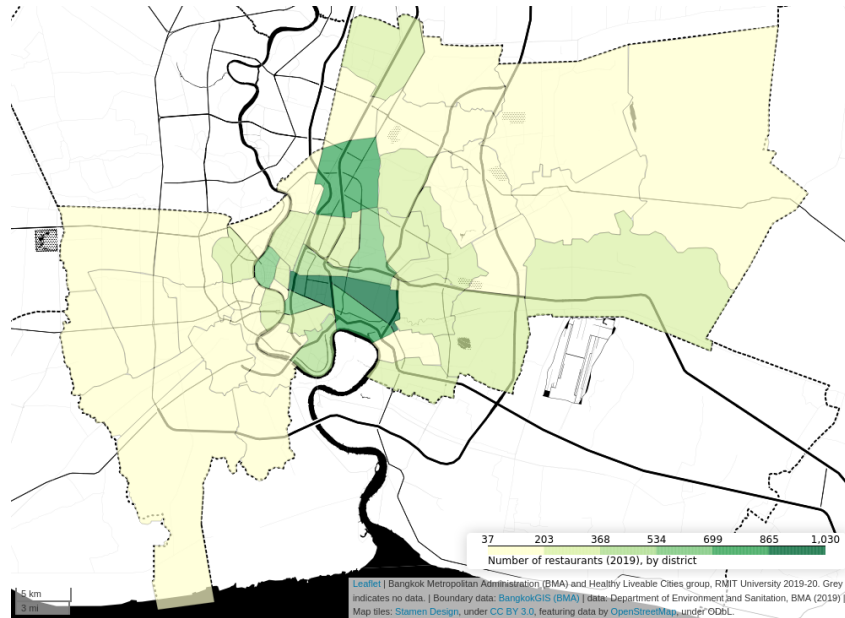 37 203 368 534 699 865 1,030
Number of restaurants (2019), by district
5 km
3 mi
Leaflet | Bangkok Metropolitan Administration (BMA) and Healthy Liveable Cities group, RMIT University 2019-20. Grey
indicates no data. | Boundary data: BangkokGIS (BMA) | data: Department of Environment and Sanitation, BMA (2019) |
Map tiles: Stamen Design, under CC BY 3.0, featuring data by OpenStreetMap, under ODbL.